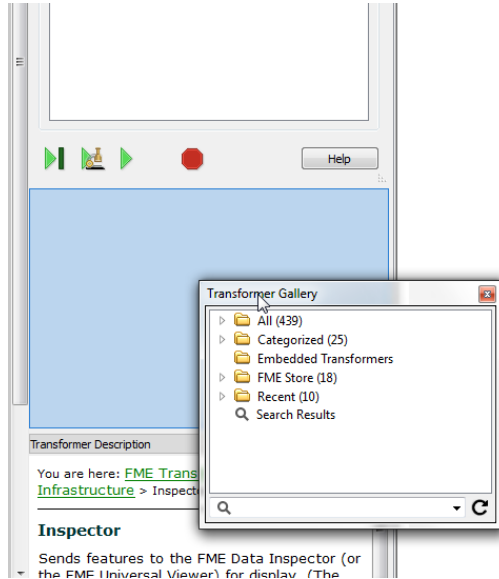 Help
Transformer Gallery
All (439)
Categorized (25)
Embedded Transformers
FME Store (18)
Recent (10)
Search Results
Transformer Description
You are here: FME Trans
Infrastructure > Inspect
Inspector
Sends features to the FME Data Inspector (or
the FME Universal Viewer) for display. (The